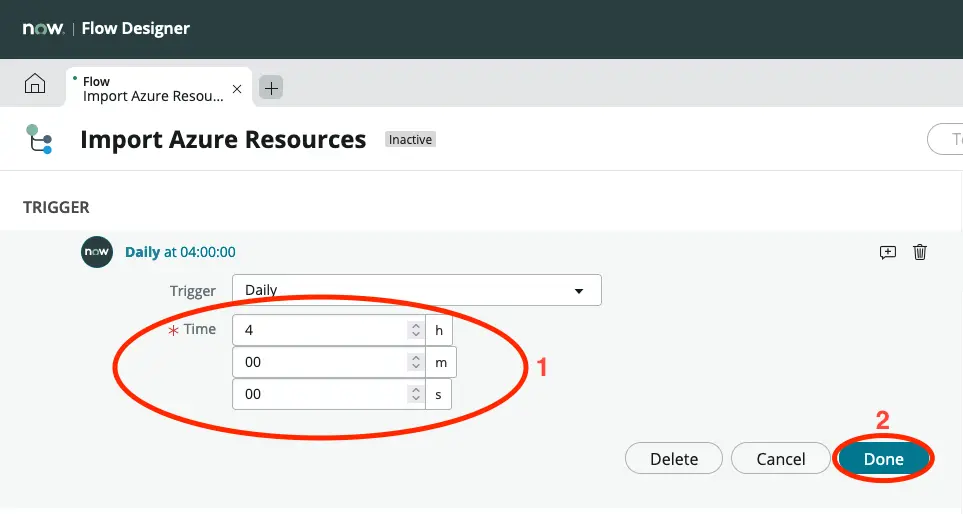 now. | Flow Designer
Flow
Import Azure Resou...
Import Azure Resources Inactive
T
TRIGGER
now Daily at 04:00:00
Trigger Daily
* Time 4 h
00 m
00 s
1
2
Delete Cancel Done